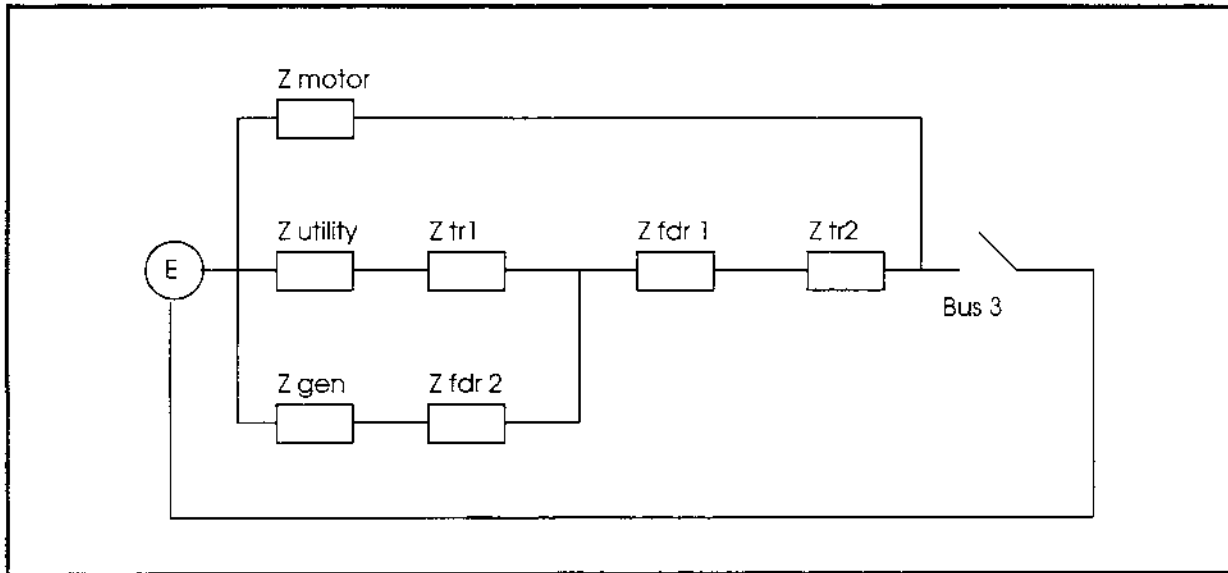 Z motor
Z utility
Z tr1
Z fdr 1
Z tr2
E
Bus 3
Z gen
Z fdr 2